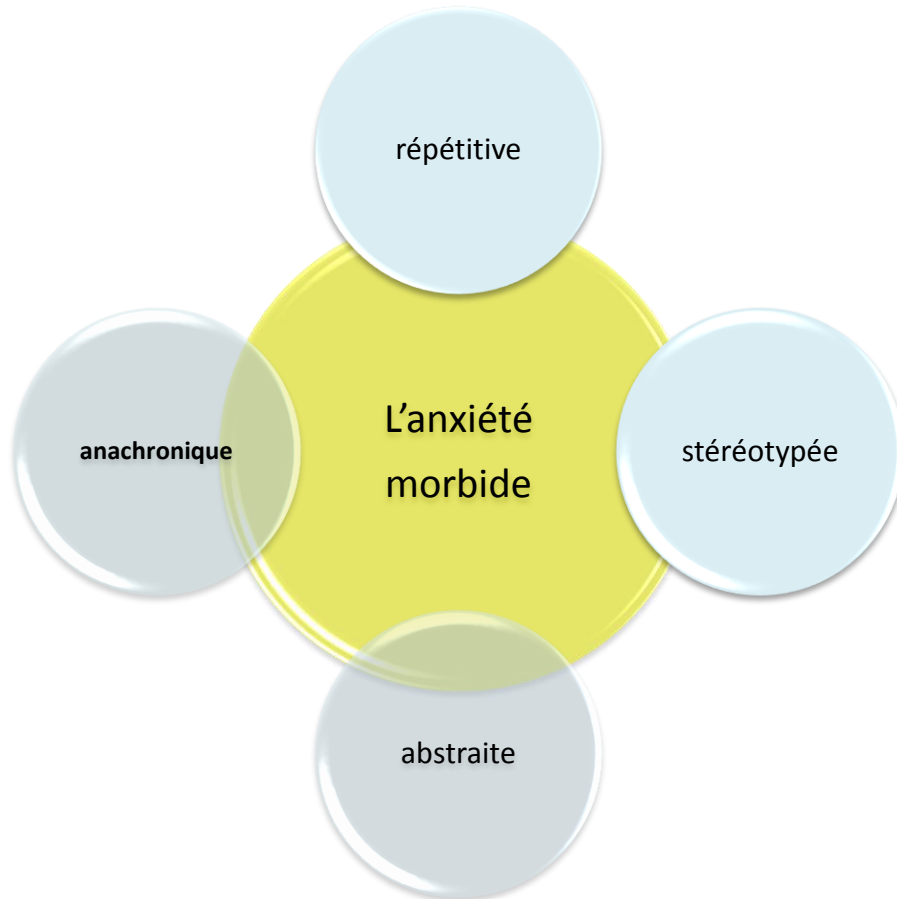 répétitive
L’anxiété
morbide
anachronique
stéréotypée
abstraite